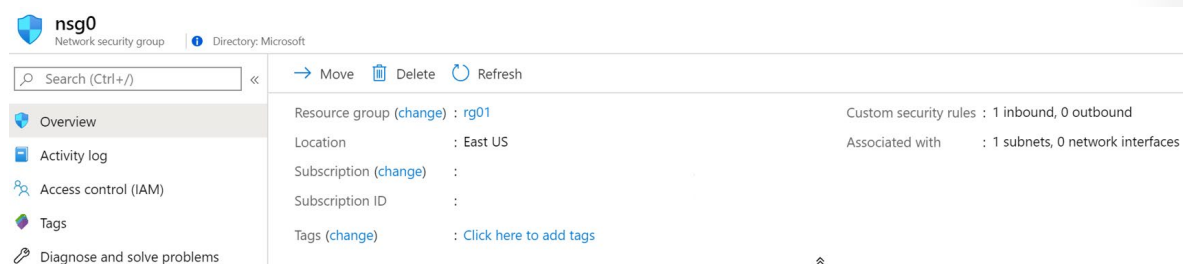 nsg0
Network security group
Directory: Microsoft
Search (Ctrl+/)
«
Overview
Activity log
Access control (IAM)
Tags
Diagnose and solve problems
Move Delete Refresh
Resource group (change) : rg01
Location : East US
Subscription (change) :
Subscription ID :
Tags (change) : Click here to add tags
Custom security rules : 1 inbound, 0 outbound
Associated with : 1 subnets, 0 network interfaces